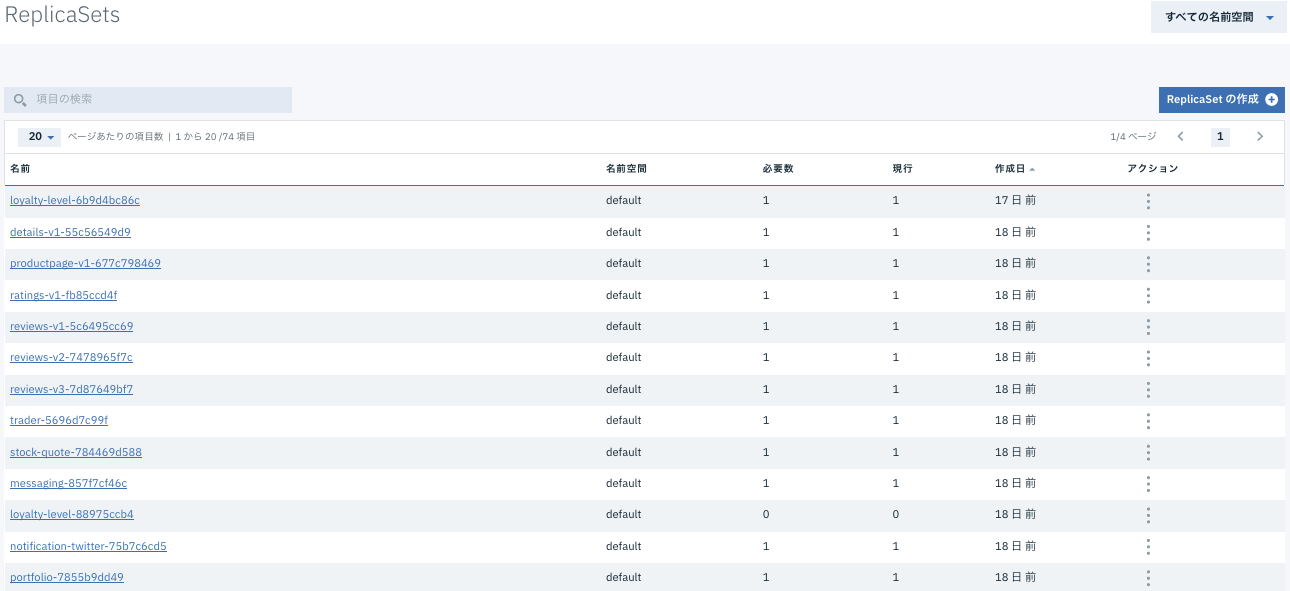 ReplicaSets すべての名前空間
項目の検索 ReplicaSet の作成
20 ページあたりの項目数 | 1 から 20 /74 項目 1/4 ページ 1
名前 名前空間 必要数 現行 作成日 アクション
loyalty-level-6b9d4bc86c default 1 1 17 日 前
details-v1-55c56549d9 default 1 1 18 日 前
productpage-v1-677c798469 default 1 1 18 日 前
ratings-v1-fb85ccd4f default 1 1 18 日 前
reviews-v1-5c6495cc69 default 1 1 18 日 前
reviews-v2-7478965f7c default 1 1 18 日 前
reviews-v3-7d87649bf7 default 1 1 18 日 前
trader-5696d7c99f default 1 1 18 日 前
stock-quote-784469d588 default 1 1 18 日 前
messaging-857f7cf46c default 1 1 18 日 前
loyalty-level-88975ccb4 default 0 0 18 日 前
notification-twitter-75b7c6cd5 default 1 1 18 日 前
portfolio-7855b9dd49 default 1 1 18 日 前